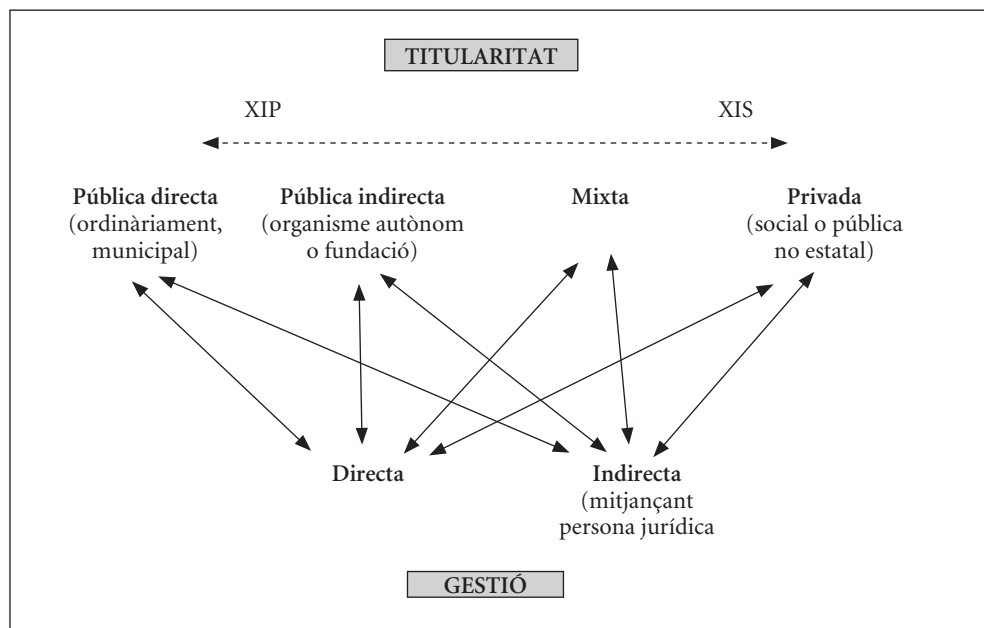 TITULARITAT
XIP
XIS
Pública directa
(ordinàriament,
municipal)
Pública indirecta
(organisme autònom
o fundació)
Mixta
Privada
(social o pública
no estatal)
Directa
Indirecta
(mitjançant
persona jurídica
GESTIÓ